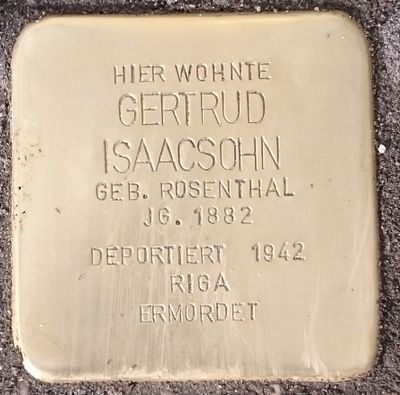 HIER WOHNTE
GERTRUD
ISAACSOHN
GEB. ROSENTHAL
JG. 1882
DEPORTIERT 1942
RIGA
ERMORDET